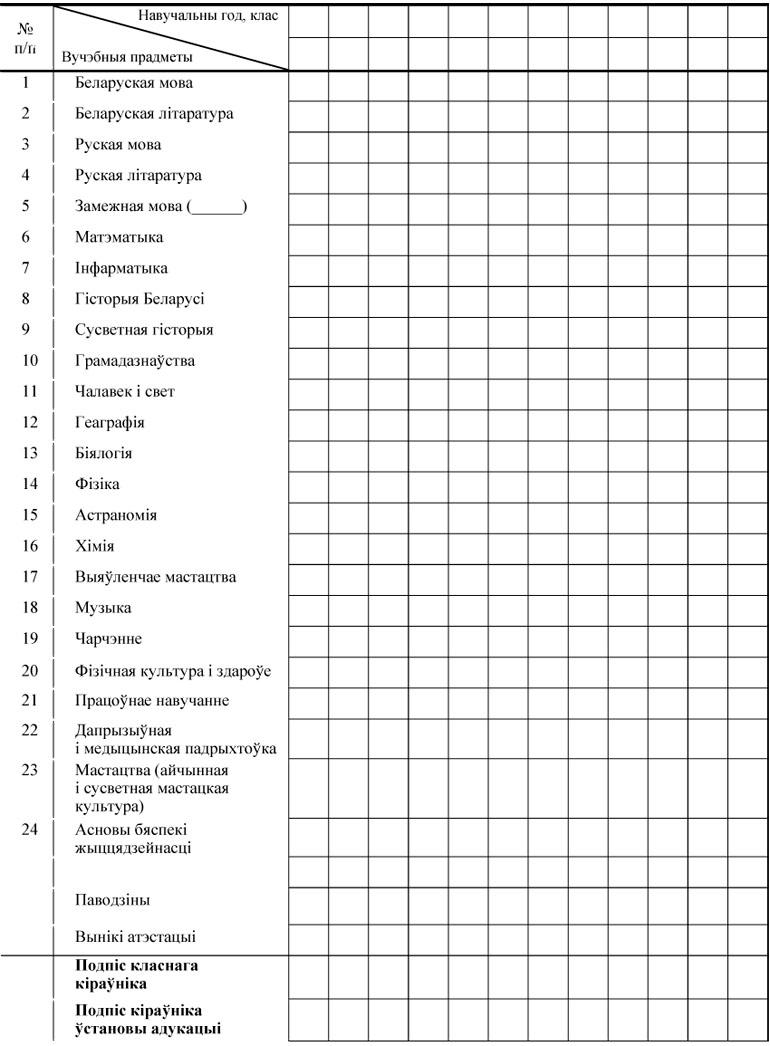 №
п/п
Навучальны год, клас
Вучэбныя прадметы
1 Беларуская мова
2 Беларуская літаратура
3 Руская мова
4 Руская літаратура
5 Замежная мова (______)
6 Матэматыка
7 Інфарматыка
8 Гісторыя Беларусі
9 Сусветная гісторыя
10 Грамадазнаўства
11 Чалавек і свет
12 Геаграфія
13 Біялогія
14 Фізіка
15 Астраномія
16 Хімія
17 Выяўленчае мастацтва
18 Музыка
19 Чарчэнне
20 Фізічная культура і здароўе
21 Працоўнае навучанне
22 Дапрызыўная
і медыцынская падрыхтоўка
23 Мастацтва (айчынная
і сусветная мастацкая
культура)
24 Асновы бяспекі
жыццядзейнасці
Паводзіны
Вынікі атэстацыі
Подпіс класнага
кіраўніка
Подпіс кіраўніка
ўстановы адукацыі